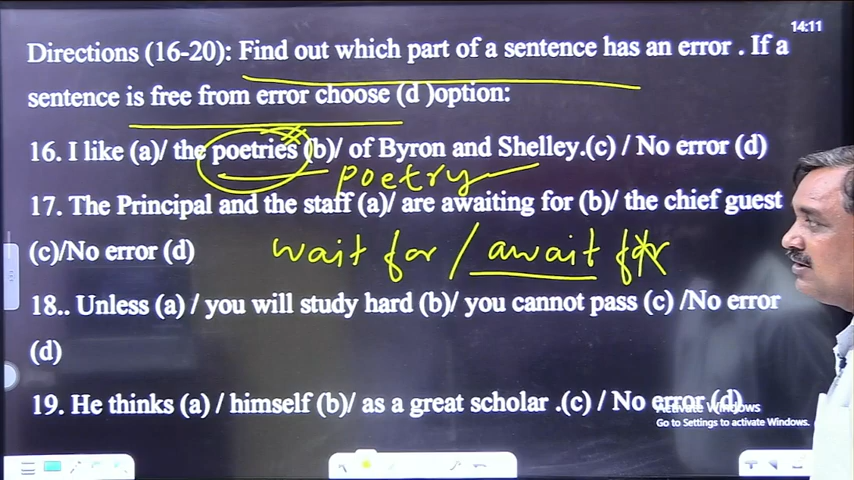 14:11
Directions (16-20): Find out which part of a sentence has an error . If a
sentence is free from error choose (d )option:
16. I like (a)/ the poetries (b)/ of Byron and Shelley.(c) / No error (d)
poetry
17. The Principal and the staff (a)/ are awaiting for (b)/ the chief guest
(c)/No error (d)
wait for / await for
18.. Unless (a) / you will study hard (b)/ you cannot pass (c) /No error
(d)
19. He thinks (a) / himself (b)/ as a great scholar .(c) / No error (d)
Activate Windows
Go to Settings to activate Windows.